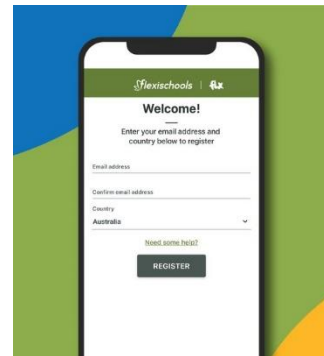 flexischools | flx
Welcome!
Enter your email address and
country below to register
Email address
Confirm email address
Country
Australia
Need some help?
REGISTER